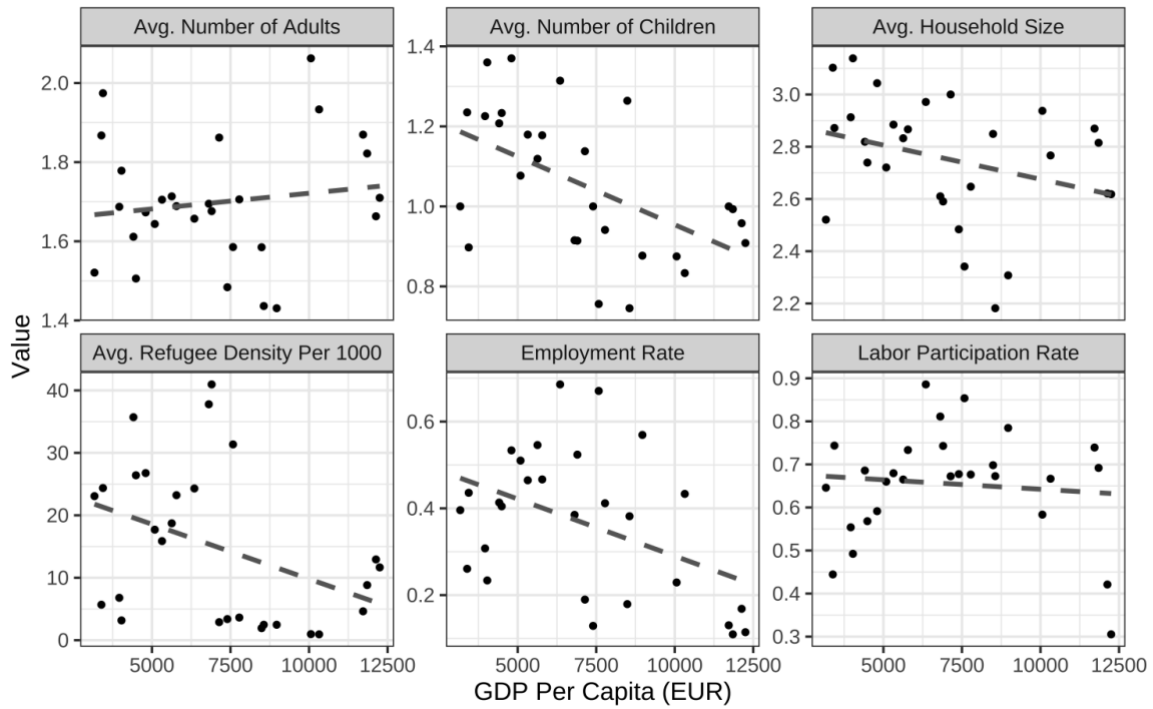 Avg. Number of Adults
Avg. Number of Children
Avg. Household Size
2.0
1.8
1.6
1.4
1.4
1.2
1.0
0.8
3.0
2.8
2.6
2.4
2.2
Value
Avg. Refugee Density Per 1000
Employment Rate
Labor Participation Rate
40
30
20
10
0
0.6
0.4
0.2
0.9
0.8
0.7
0.6
0.5
0.4
0.3
5000 7500 10000 12500
5000 7500 10000 12500
5000 7500 10000 12500
GDP Per Capita (EUR)